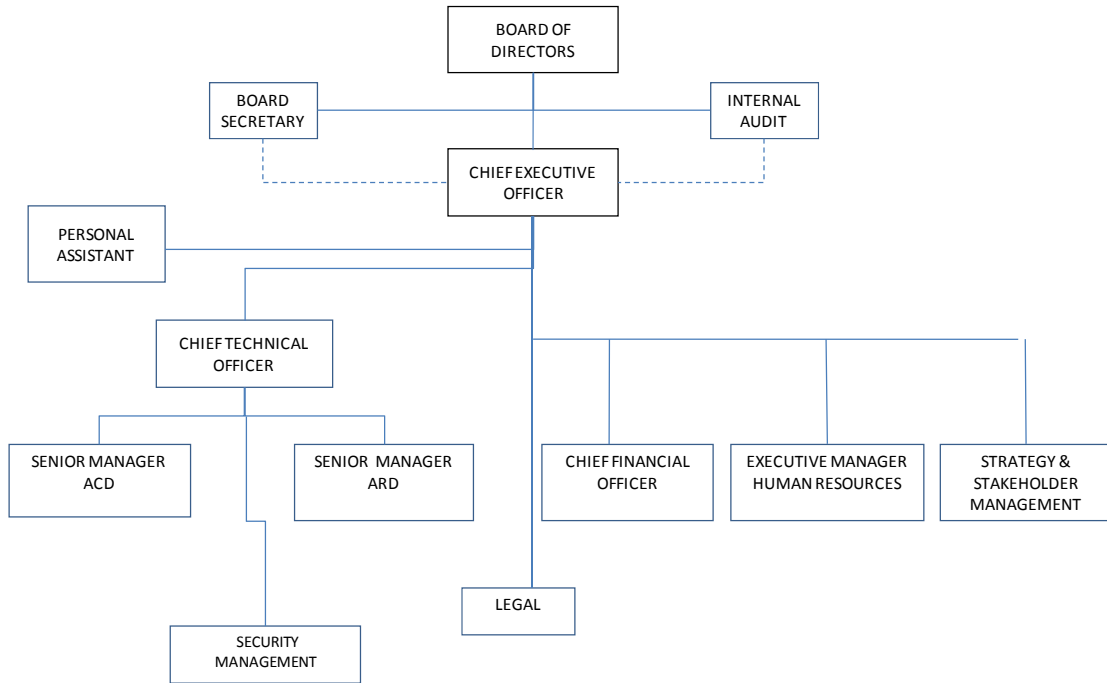 BOARD OF
DIRECTORS
BOARD
SECRETARY
INTERNAL
AUDIT
CHIEF EXECUTIVE
OFFICER
PERSONAL
ASSISTANT
CHIEF TECHNICAL
OFFICER
SENIOR MANAGER
ACD
SENIOR MANAGER
ARD
CHIEF FINANCIAL
OFFICER
EXECUTIVE MANAGER
HUMAN RESOURCES
STRATEGY &
STAKEHOLDER
MANAGEMENT
LEGAL
SECURITY
MANAGEMENT